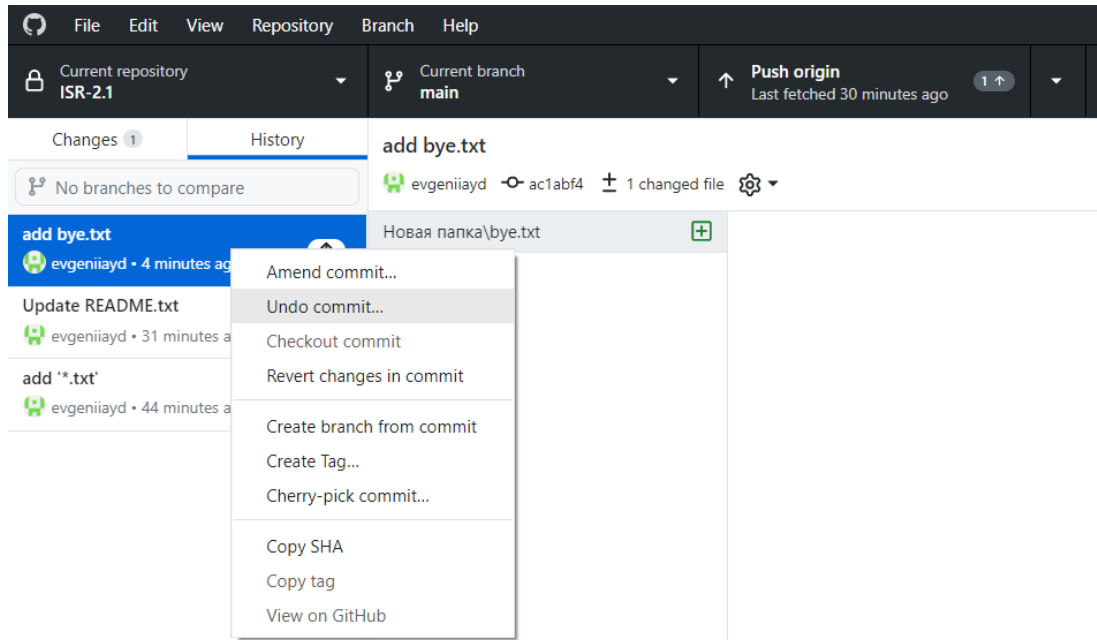 File Edit View Repository Branch Help
Current repository
ISR-2.1
Current branch
main
Push origin
Last fetched 30 minutes ago
1
Changes 1
History
No branches to compare
add bye.txt
evgeniiayd • 4 minutes ag
Update README.txt
evgeniiayd • 31 minutes a
add '*.txt'
evgeniiayd • 44 minutes a
add bye.txt
evgeniiayd ac1abf4 1 changed file
Новая папка\bye.txt
Amend commit...
Undo commit...
Checkout commit
Revert changes in commit
Create branch from commit
Create Tag...
Cherry-pick commit...
Copy SHA
Copy tag
View on GitHub